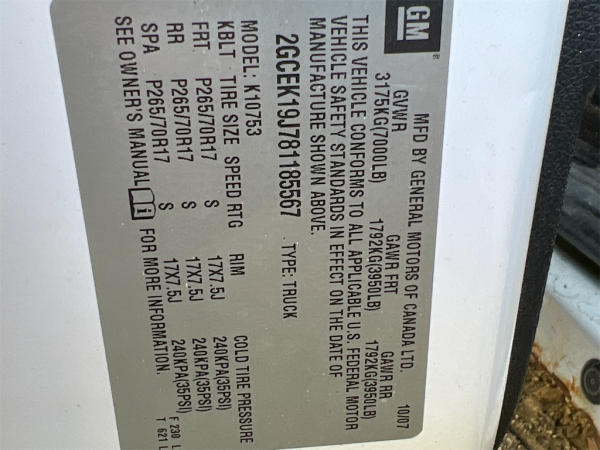 GM®
MFD BY GENERAL MOTORS OF CANADA LTD.
10/07
GVWR GAWR FRT GAWR RR
3175KG(7000LB) 1792KG(3950LB) 1792KG(3950LB)
THIS VEHICLE CONFORMS TO ALL APPLICABLE U.S. FEDERAL MOTOR
VEHICLE SAFETY STANDARDS IN EFFECT ON THE DATE OF
MANUFACTURE SHOWN ABOVE.
2GCEK19J781185567 TYPE: TRUCK
MODEL: K10753
KBLT TIRE SIZE SPEED RTG RIM COLD TIRE PRESSURE
FRT P265/70R17 S 17X7.5J 240KPA(35PSI)
RR P265/70R17 S 17X7.5J 240KPA(35PSI)
SPA P265/70R17 S 17X7.5J 240KPA(35PSI)
SEE OWNER'S MANUAL FOR MORE INFORMATION.
F 230 L
T 621 L